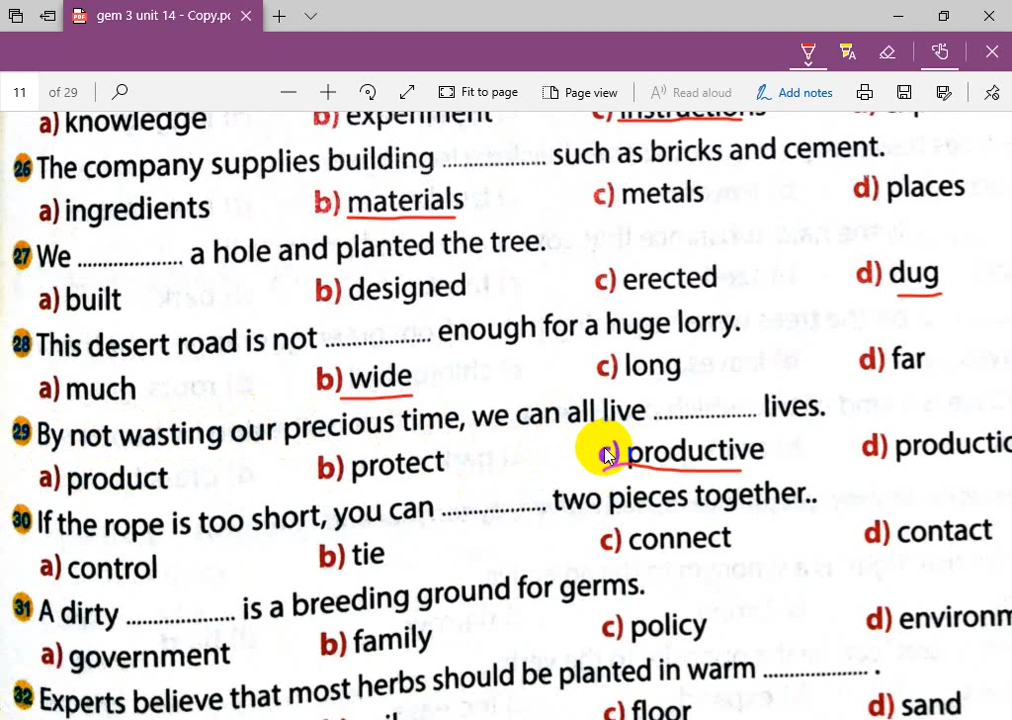 gem 3 unit 14 - Copy.pc
11 of 29 Fit to page Page view Read aloud Add notes
a) knowledge b) experiment c) instructions
26 The company supplies building ................ such as bricks and cement.
a) ingredients b) materials c) metals d) places
27 We ................ a hole and planted the tree.
a) built b) designed c) erected d) dug
28 This desert road is not ................ enough for a huge lorry.
a) much b) wide c) long d) far
29 By not wasting our precious time, we can all live ................ lives.
a) product b) protect c) productive d) productio
30 If the rope is too short, you can ................ two pieces together..
a) control b) tie c) connect d) contact
31 A dirty ................ is a breeding ground for germs.
a) government b) family c) policy d) environm
32 Experts believe that most herbs should be planted in warm ................ .
c) floor d) sand